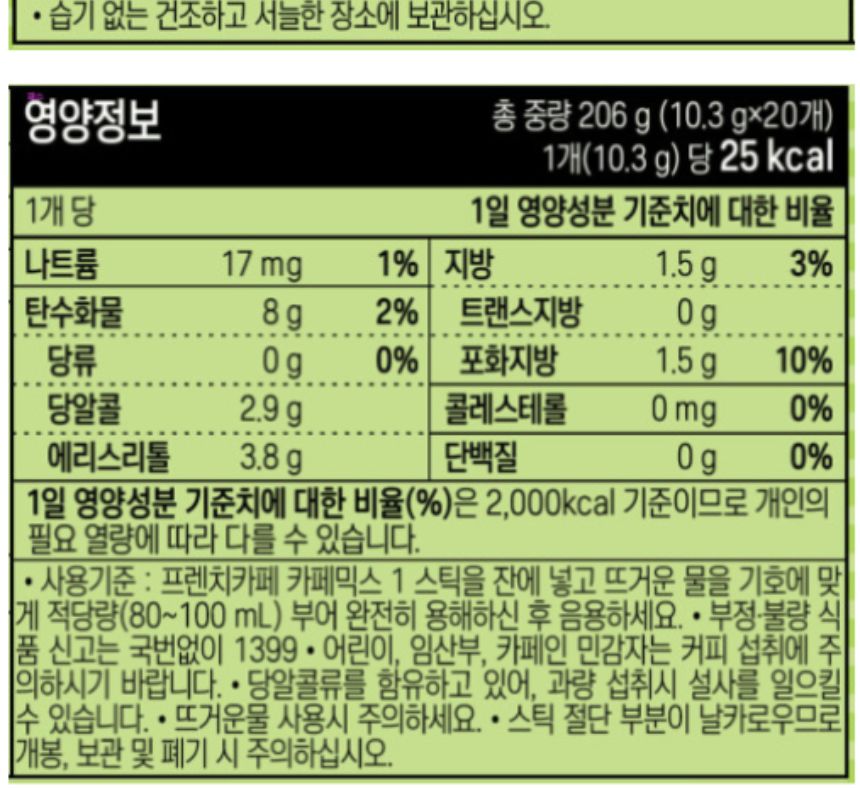 • 습기 없는 건조하고 서늘한 장소에 보관하십시오.
영양정보
총 중량 206 g (10.3 g×20개)
1개(10.3 g) 당 25 kcal
1개 당 1일 영양성분 기준치에 대한 비율
나트륨 17 mg 1% 지방 1.5 g 3%
탄수화물 8 g 2% 트랜스지방 0 g
당류 0 g 0% 포화지방 1.5 g 10%
당알콜 2.9 g 콜레스테롤 0 mg 0%
에리스리톨 3.8 g 단백질 0 g 0%
1일 영양성분 기준치에 대한 비율(%)은 2,000kcal 기준이므로 개인의
필요 열량에 따라 다를 수 있습니다.
• 사용기준 : 프렌치카페 카페믹스 1 스틱을 잔에 넣고 뜨거운 물을 기호에 맞
게 적당량(80~100 mL) 부어 완전히 용해하신 후 음용하세요. • 부정·불량 식
품 신고는 국번없이 1399 • 어린이, 임산부, 카페인 민감자는 커피 섭취에 주
의하시기 바랍니다. • 당알콜류를 함유하고 있어, 과량 섭취시 설사를 일으킬
수 있습니다. • 뜨거운물 사용시 주의하세요. • 스틱 절단 부분이 날카로우므로
개봉, 보관 및 폐기 시 주의하십시오.